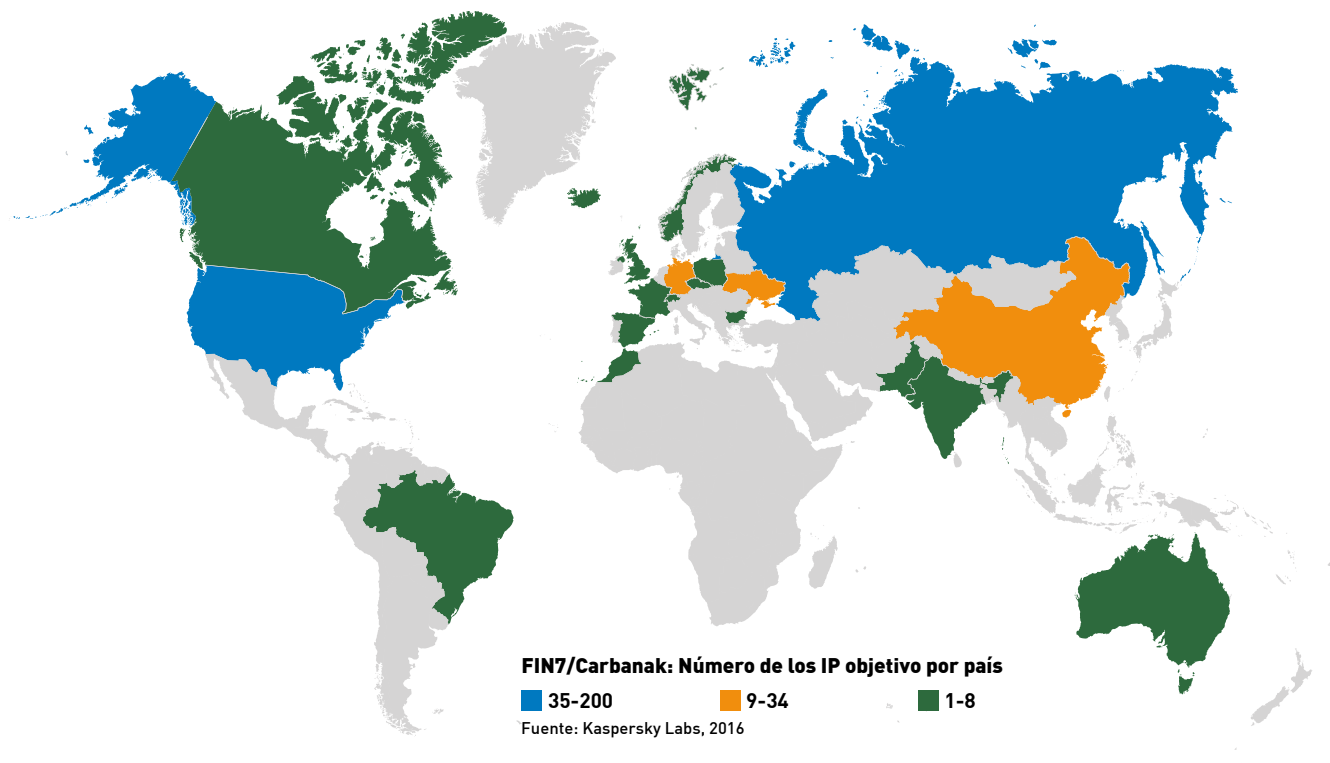 FIN7/Carbanak: Número de los IP objetivo por país
35-200 9-34 1-8
Fuente: Kaspersky Labs, 2016